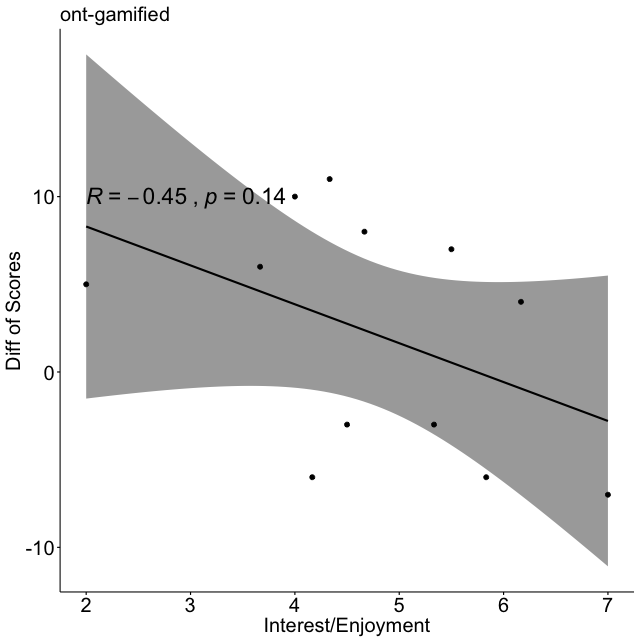 ont-gamified
R = −0.45 , p = 0.14
10
0
-10
Diff of Scores
2 3 4 5 6 7
Interest/Enjoyment